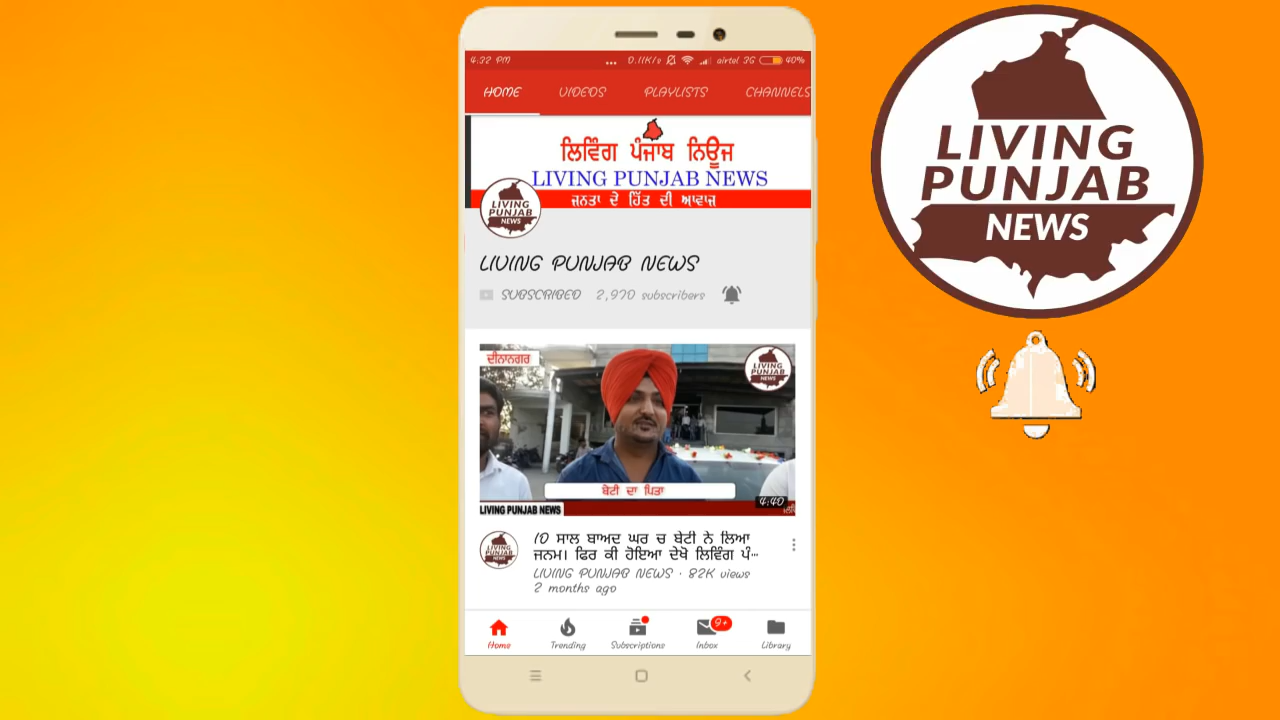 4:32 PM ... 0.11K/s airtel 3G 40%
HOME VIDEOS PLAYLISTS CHANNELS
ਲਿਵਿੰਗ ਪੰਜਾਬ ਨਿਊਜ
LIVING PUNJAB NEWS
ਜਨਤਾ ਦੇ ਹਿੱਤ ਦੀ ਆਵਾਜ਼
LIVING
PUNJAB
NEWS
LIVING PUNJAB NEWS
SUBSCRIBED 2,970 subscribers
ਦੀਨਾਨਗਰ
LIVING
PUNJAB
NEWS
ਬੇਟੀ ਦਾ ਪਿਤਾ
4:40
LIVING PUNJAB NEWS
LIVING
PUNJAB
NEWS
10 ਸਾਲ ਬਾਅਦ ਘਰ ਚ ਬੇਟੀ ਨੇ ਲਿਆ
ਜਨਮ। ਫਿਰ ਕੀ ਹੋਇਆ ਦੇਖੋ ਲਿਵਿੰਗ ਪੰ...
LIVING PUNJAB NEWS · 82K views
2 months ago
9+
Home Trending Subscriptions Inbox Library
LIVING
PUNJAB
NEWS